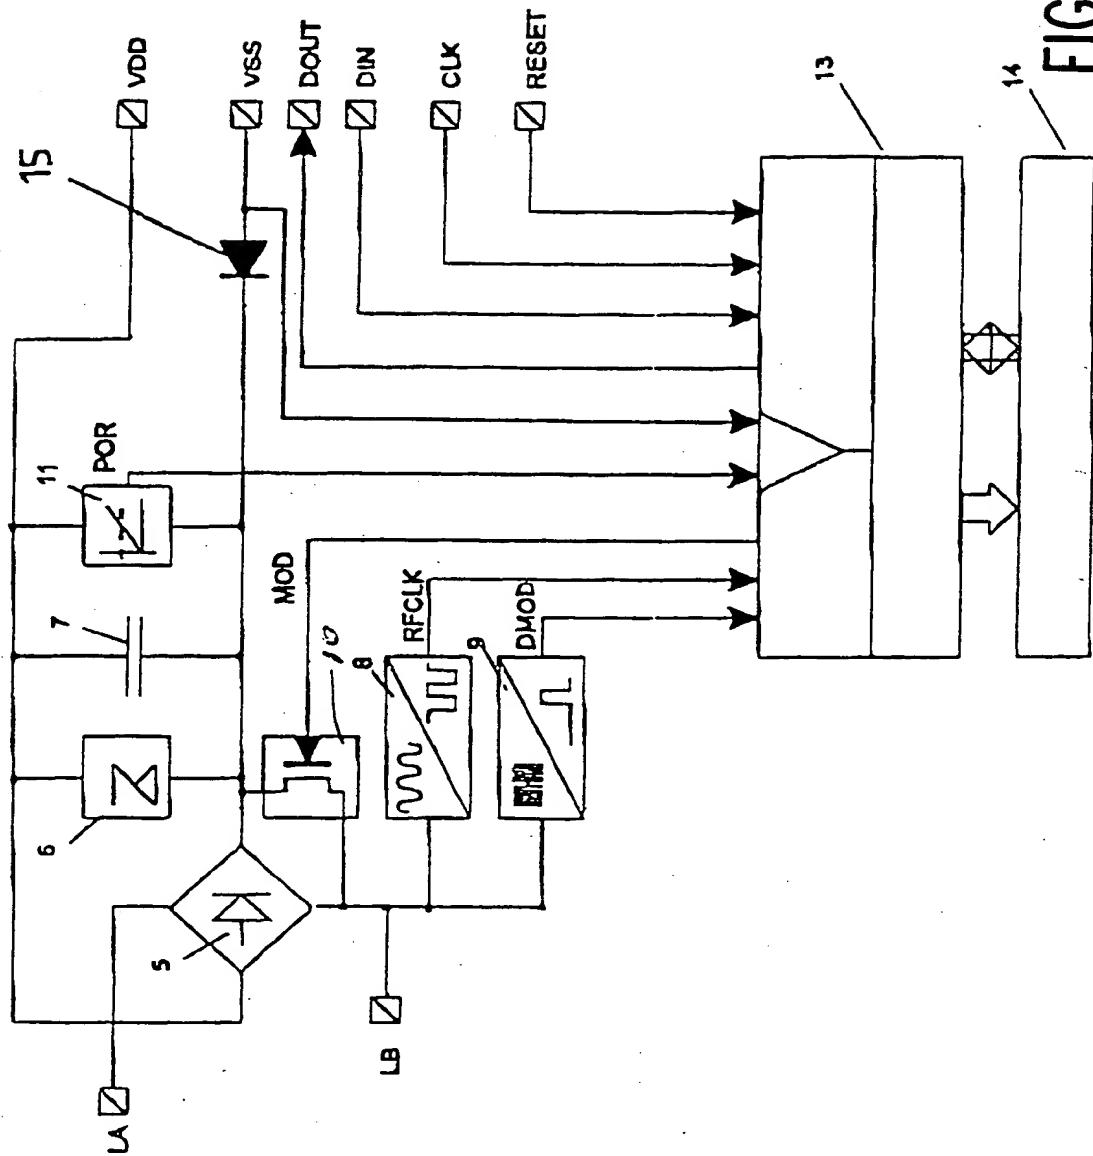 15
VDD
VSS
DOUT
DIN
CLK
RESET
11
POR
7
6
MOD
10
8
RFCLK
9
DMOD
5
LA
LB
13
14
FIG